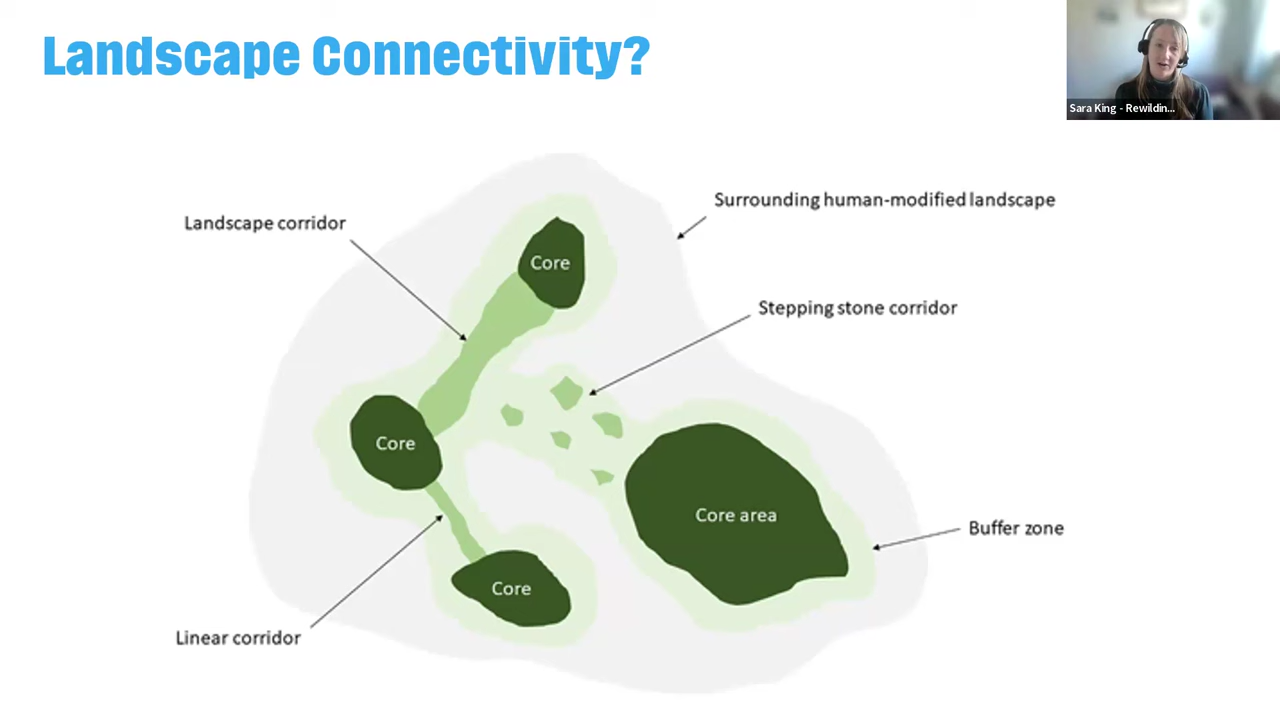 Landscape Connectivity?
Sara King - Rewildin...
Surrounding human-modified landscape
Landscape corridor
Core
Stepping stone corridor
Core
Core area
Buffer zone
Core
Linear corridor